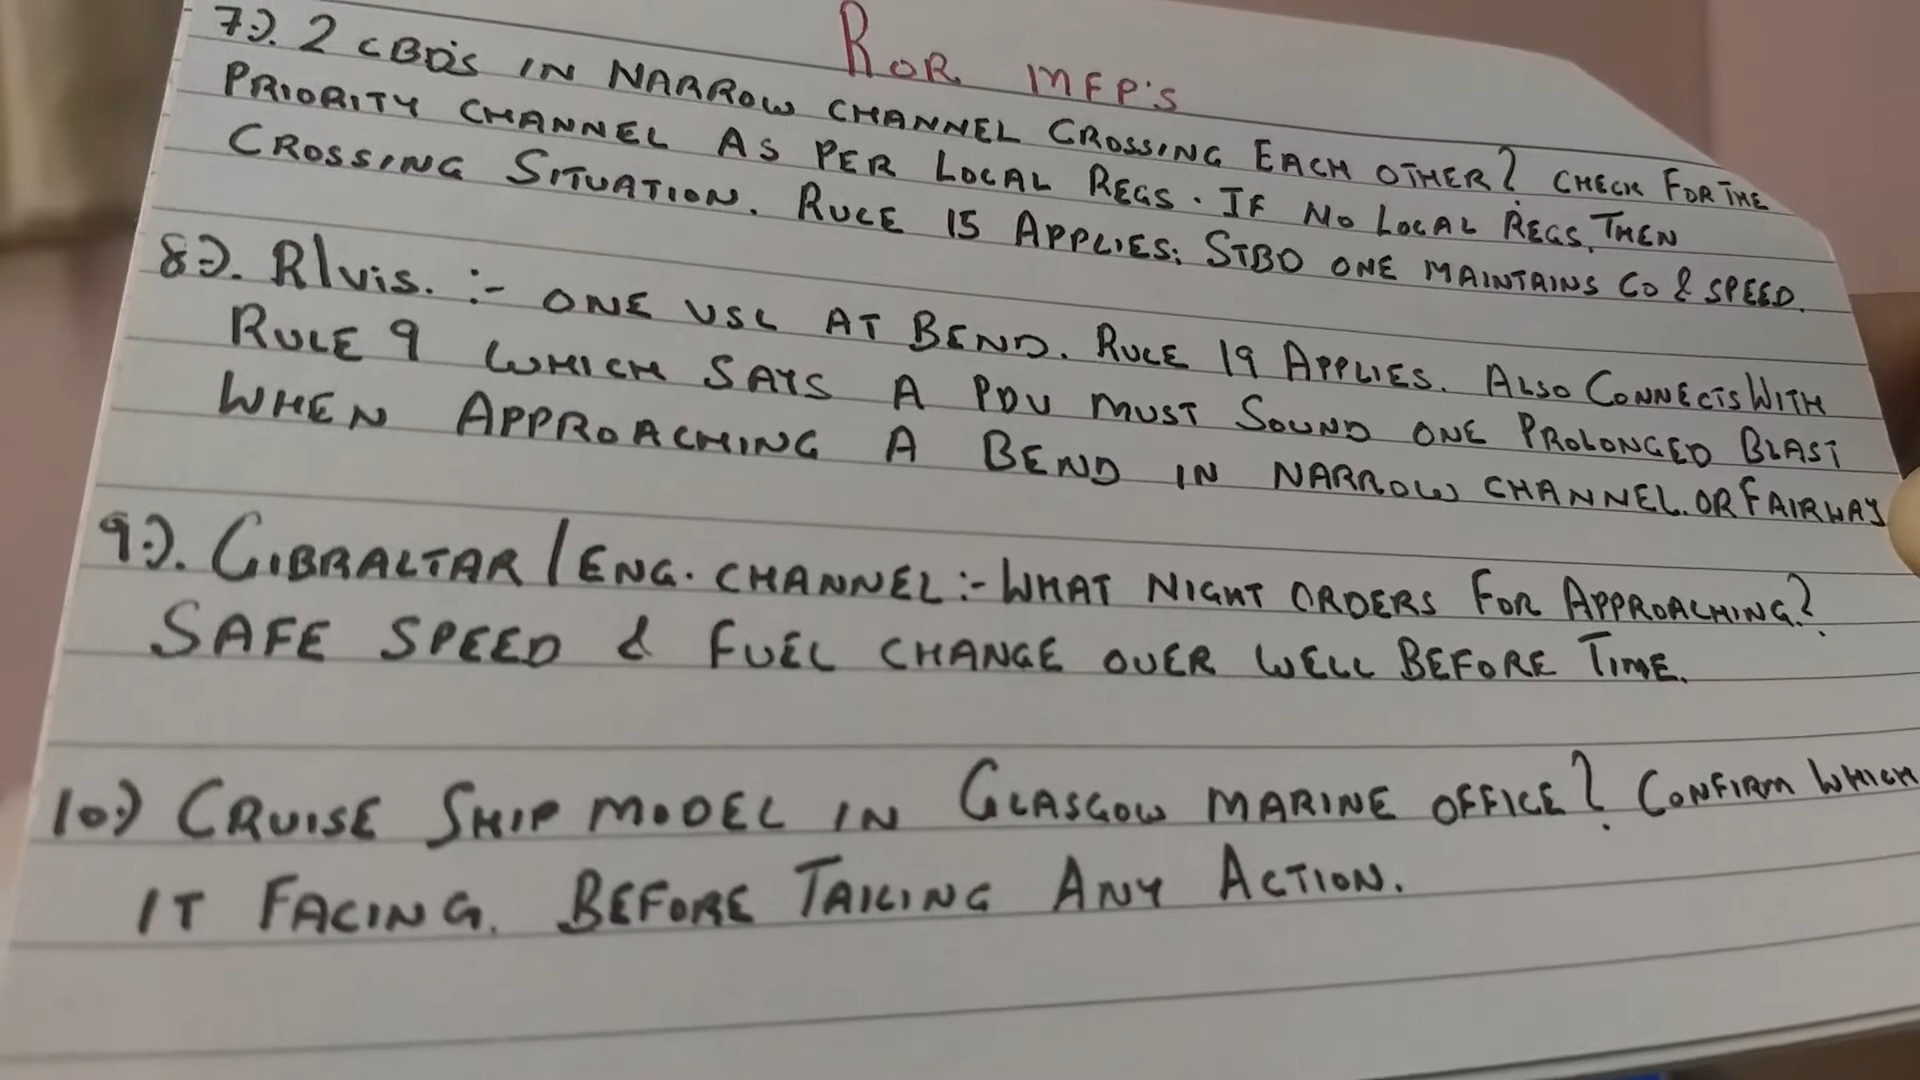 ROR MFP'S
7:). 2 CBD'S IN NARROW CHANNEL CROSSING EACH OTHER? CHECK FOR THE
PRIORITY CHANNEL AS PER LOCAL REGS. IF NO LOCAL REGS, THEN
CROSSING SITUATION. RULE 15 APPLIES: STBD ONE MAINTAINS CO & SPEED.
8:). R/VIS. :- ONE VSL AT BEND. RULE 19 APPLIES. ALSO CONNECTS WITH
RULE 9 WHICH SAYS A PDV MUST SOUND ONE PROLONGED BLAST
WHEN APPROACHING A BEND IN NARROW CHANNEL. OR FAIRWAY
9:). GIBRALTAR / ENG. CHANNEL :- WHAT NIGHT ORDERS FOR APPROACHING?
SAFE SPEED & FUEL CHANGE OVER WELL BEFORE TIME.
10:) CRUISE SHIP MODEL IN GLASGOW MARINE OFFICE? CONFIRM WHICH
IT FACING. BEFORE TAKING ANY ACTION.